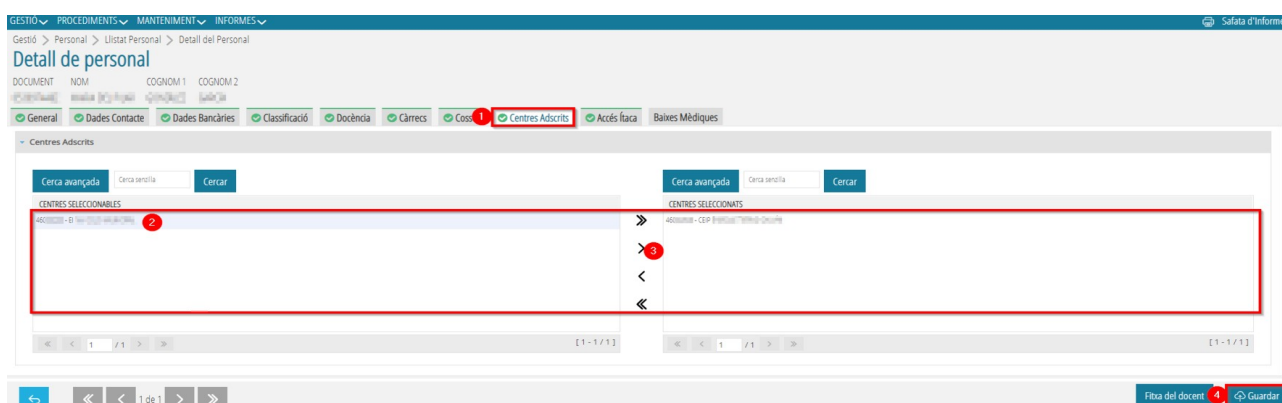 GESTIÓ PROCEDIMENTS MANTENIMENT INFORMES Safata d'Inform
Gestió > Personal > Llistat Personal > Detall del Personal
Detall de personal
DOCUMENT NOM COGNOM 1 COGNOM 2
General Dades Contacte Dades Bancàries Classificació Docència Càrrecs Coss 1 Centres Adscrits Accés Ítaca Baixes Mèdiques
Centres Adscrits
Cerca avançada Cerca senzilla Cercar Cerca avançada Cerca senzilla Cercar
CENTRES SELECCIONABLES CENTRES SELECCIONATS
- EI 2 - CEIP
3
1 / 1 [ 1 - 1 / 1 ] 1 / 1 [ 1 - 1 / 1 ]
1 de 1 Fitxa del docent 4 Guardar